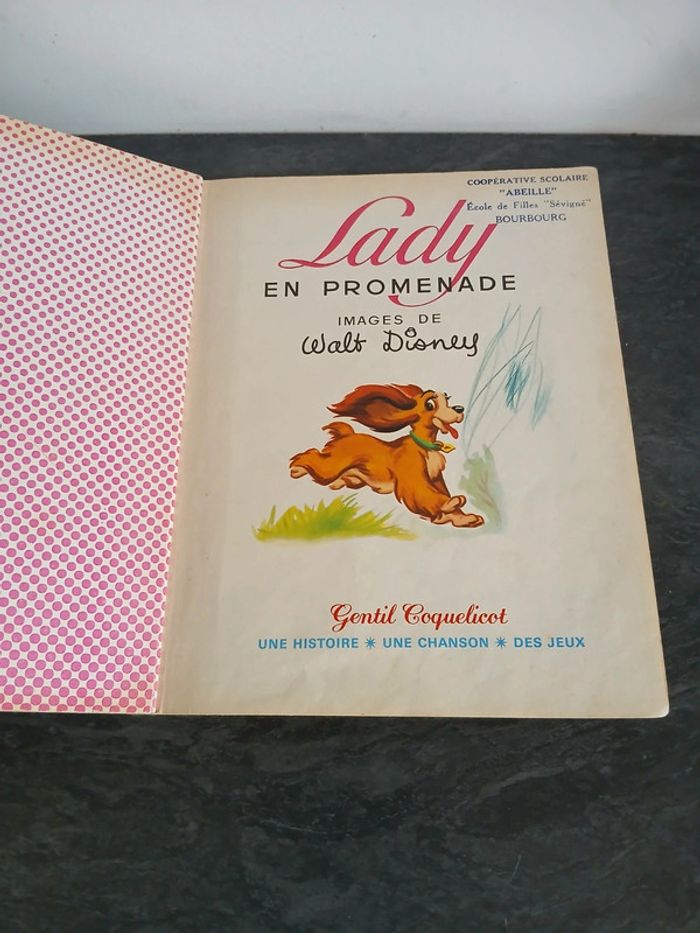 COOPÉRATIVE SCOLAIRE
"ABEILLE"
École de Filles "Sévigné"
BOURBOURG
Lady
EN PROMENADE
IMAGES DE
Walt Disney
Gentil Coquelicot
UNE HISTOIRE * UNE CHANSON * DES JEUX